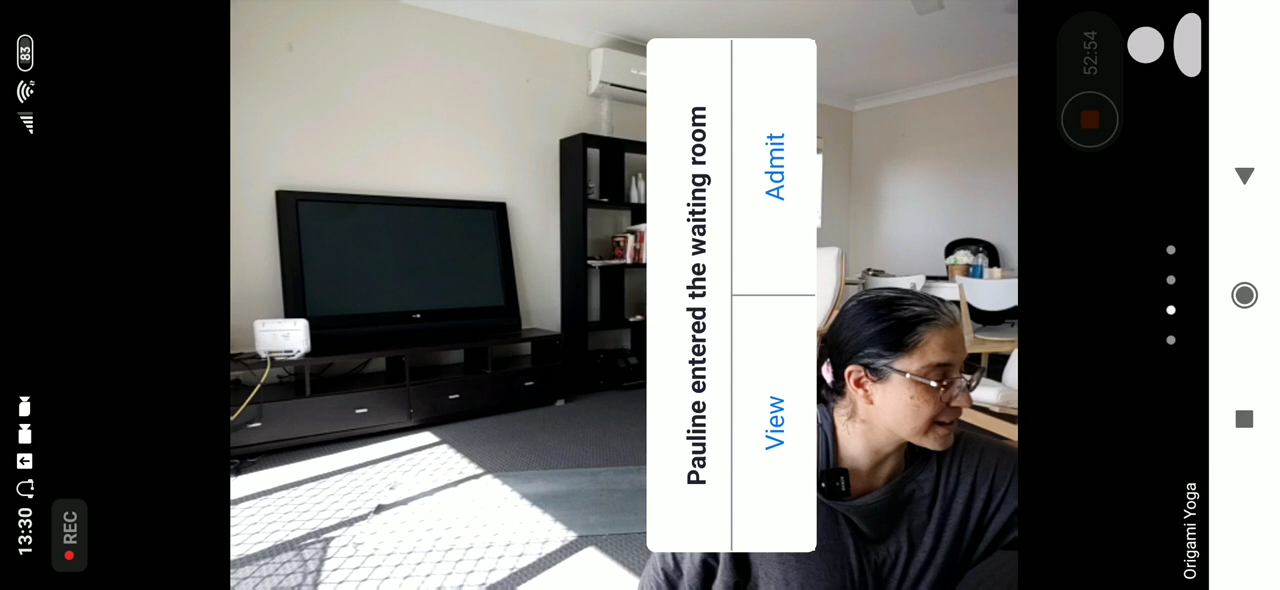 13:30
83
REC
Pauline entered the waiting room
View
Admit
52:54
Origami Yoga